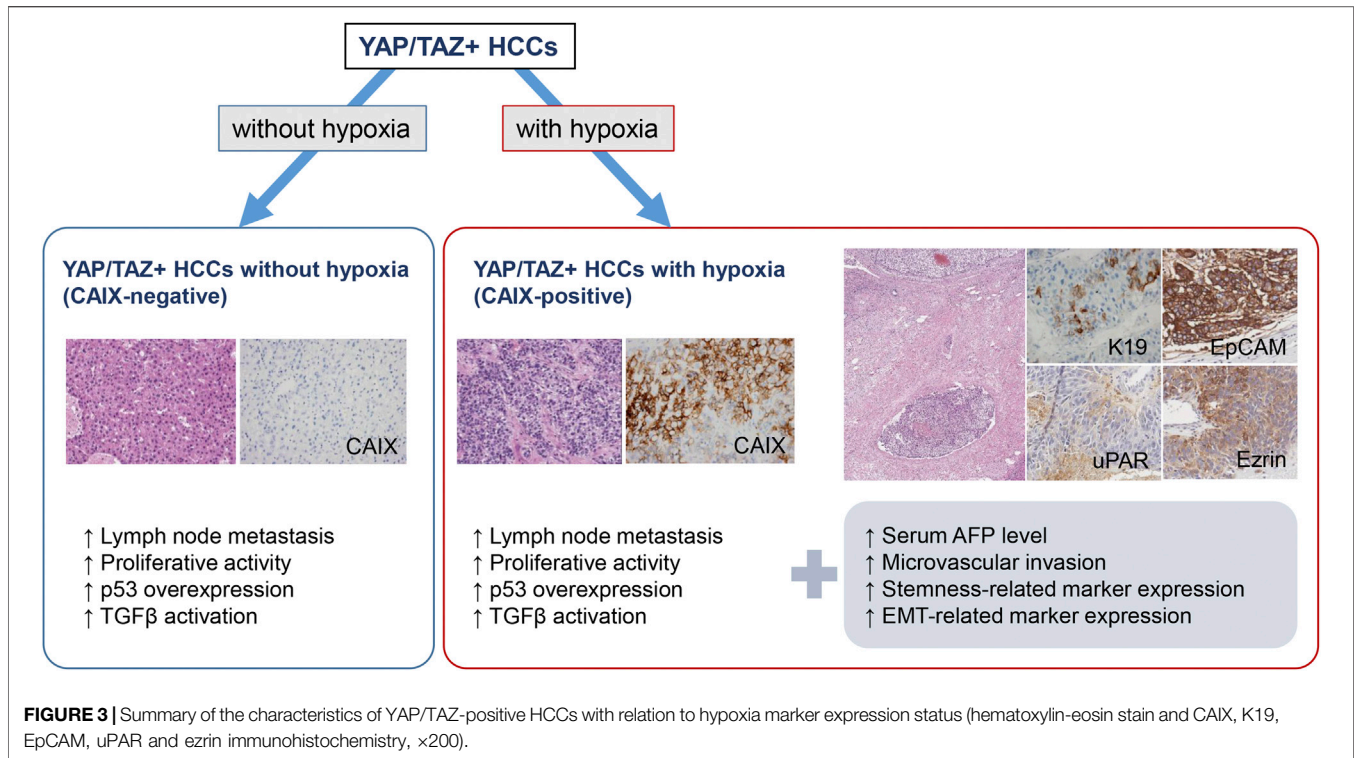 YAP/TAZ+ HCCs
without hypoxia
with hypoxia
YAP/TAZ+ HCCs without hypoxia
(CAIX-negative)
CAIX
↑ Lymph node metastasis
↑ Proliferative activity
↑ p53 overexpression
↑ TGFβ activation
YAP/TAZ+ HCCs with hypoxia
(CAIX-positive)
CAIX
K19
EpCAM
uPAR
Ezrin
↑ Lymph node metastasis
↑ Proliferative activity
↑ p53 overexpression
↑ TGFβ activation
↑ Serum AFP level
↑ Microvascular invasion
↑ Stemness-related marker expression
↑ EMT-related marker expression
FIGURE 3 | Summary of the characteristics of YAP/TAZ-positive HCCs with relation to hypoxia marker expression status (hematoxylin-eosin stain and CAIX, K19,
EpCAM, uPAR and ezrin immunohistochemistry, ×200).